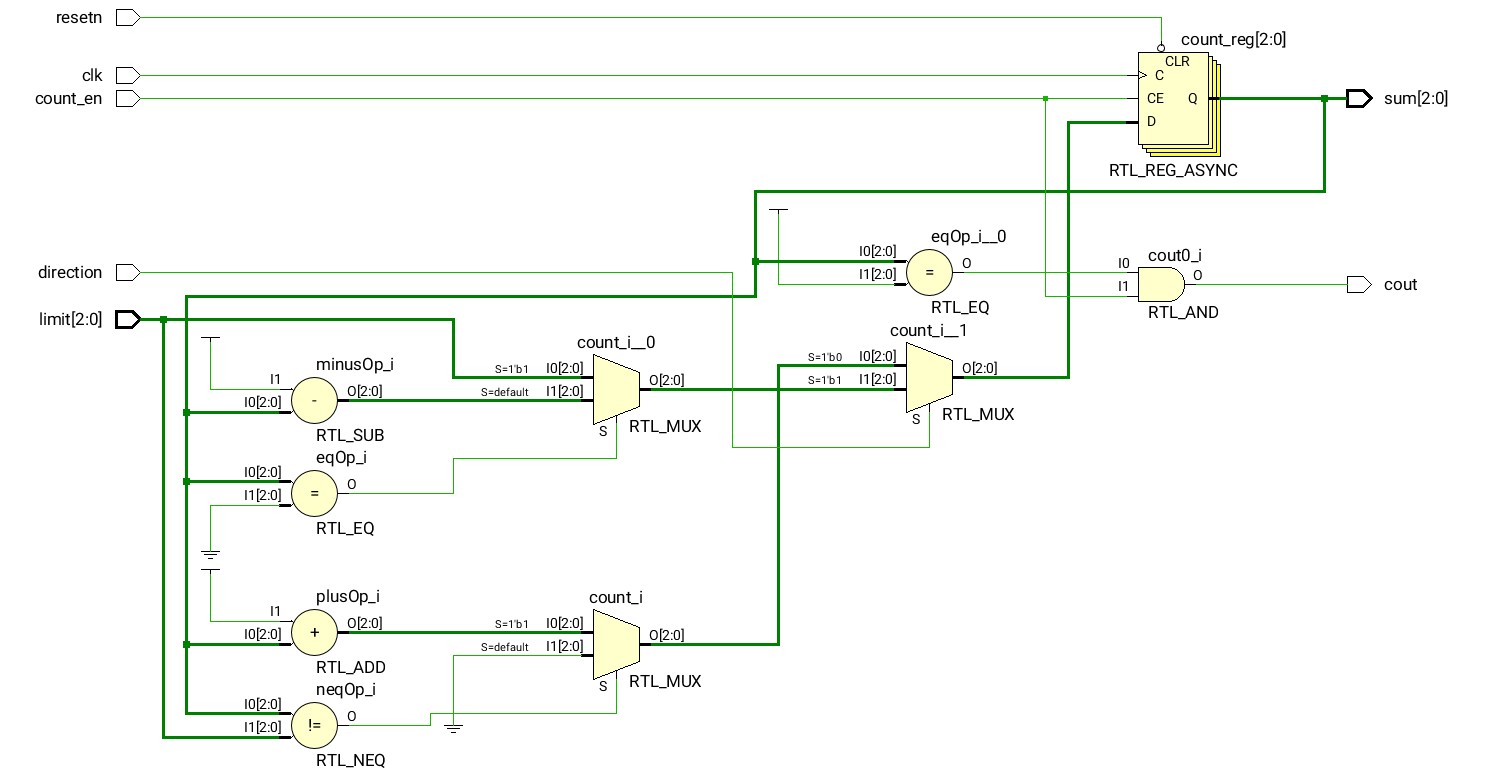 resetn
count_reg[2:0]
CLR
clk
C
count_en
CE
Q
sum[2:0]
D
RTL_REG_ASYNC
eqOp_i__0
I0[2:0]
=
O
I1[2:0]
RTL_EQ
direction
cout0_i
I0
O
I1
RTL_AND
cout
limit[2:0]
count_i__0
S=1'b1
I0[2:0]
O[2:0]
S=default
I1[2:0]
S
RTL_MUX
count_i__1
S=1'b0
I0[2:0]
O[2:0]
S=1'b1
I1[2:0]
S
RTL_MUX
minusOp_i
I1
-
O[2:0]
I0[2:0]
RTL_SUB
eqOp_i
I0[2:0]
=
O
I1[2:0]
RTL_EQ
plusOp_i
I1
+
O[2:0]
I0[2:0]
RTL_ADD
count_i
S=1'b1
I0[2:0]
O[2:0]
S=default
I1[2:0]
S
RTL_MUX
neqOp_i
I0[2:0]
!=
O
I1[2:0]
RTL_NEQ